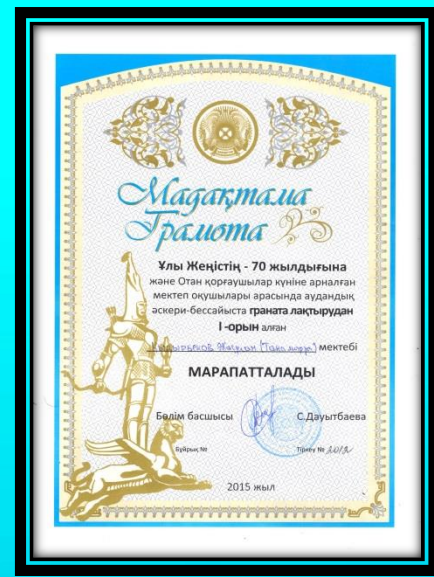 Мадақтама
Грамота
Ұлы Жеңістің - 70 жылдығына
және Отан қорғаушылар күніне арналған
мектеп оқушылары арасында аудандық
әскери-бессайыста граната лақтырудан
I -орын алған
мектебі
МАРАПАТТАЛАДЫ
Бөлім басшысы С.Дауытбаева
Бұйрық № Тіркеу №
2015 жыл